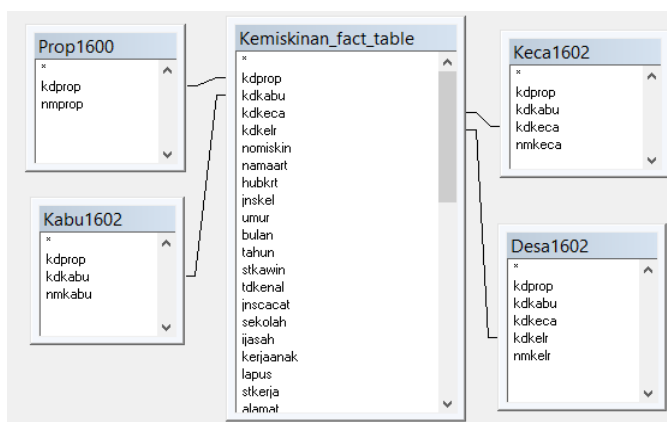 Prop1600
*
kdprop
nmprop
Kabu1602
*
kdprop
kdkabu
nmkabu
Kemiskinan_fact_table
*
kdprop
kdkabu
kdkeca
kdkelr
nomiskin
namaart
hubkrt
jnskel
umur
bulan
tahun
stkawin
tdkenal
jnscacat
sekolah
ijasah
kerjaanak
lapus
stkerja
alamat
Keca1602
*
kdprop
kdkabu
kdkeca
nmkeca
Desa1602
*
kdprop
kdkabu
kdkeca
kdkelr
nmkelr